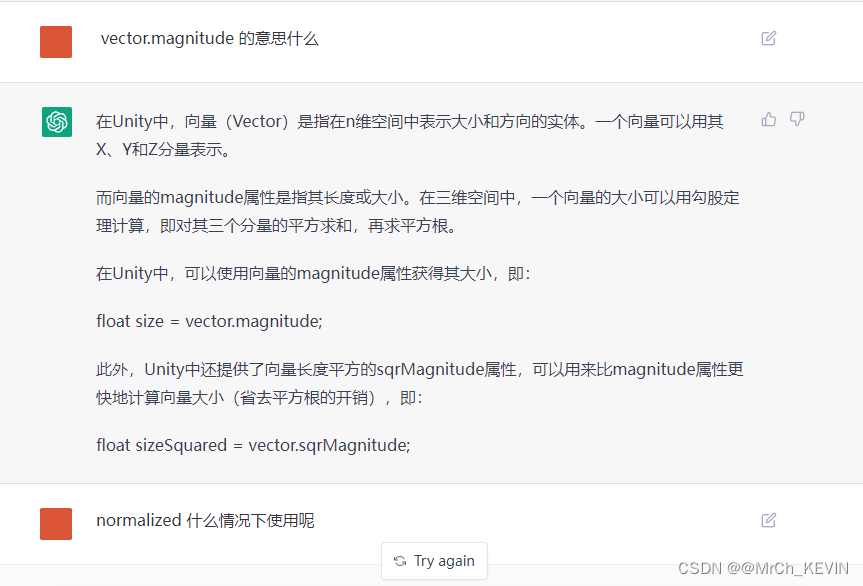 vector.magnitude 的意思什么
在Unity中，向量（Vector）是指在n维空间中表示大小和方向的实体。一个向量可以用其
X、Y和Z分量表示。
而向量的magnitude属性是指其长度或大小。在三维空间中，一个向量的大小可以用勾股定
理计算，即对其三个分量的平方求和，再求平方根。
在Unity中，可以使用向量的magnitude属性获得其大小，即：
float size = vector.magnitude;
此外，Unity中还提供了向量长度平方的sqrMagnitude属性，可以用来比magnitude属性更
快地计算向量大小（省去平方根的开销），即：
float sizeSquared = vector.sqrMagnitude;
normalized 什么情况下使用呢
Try again
CSDN @@MrCh_KEVIN